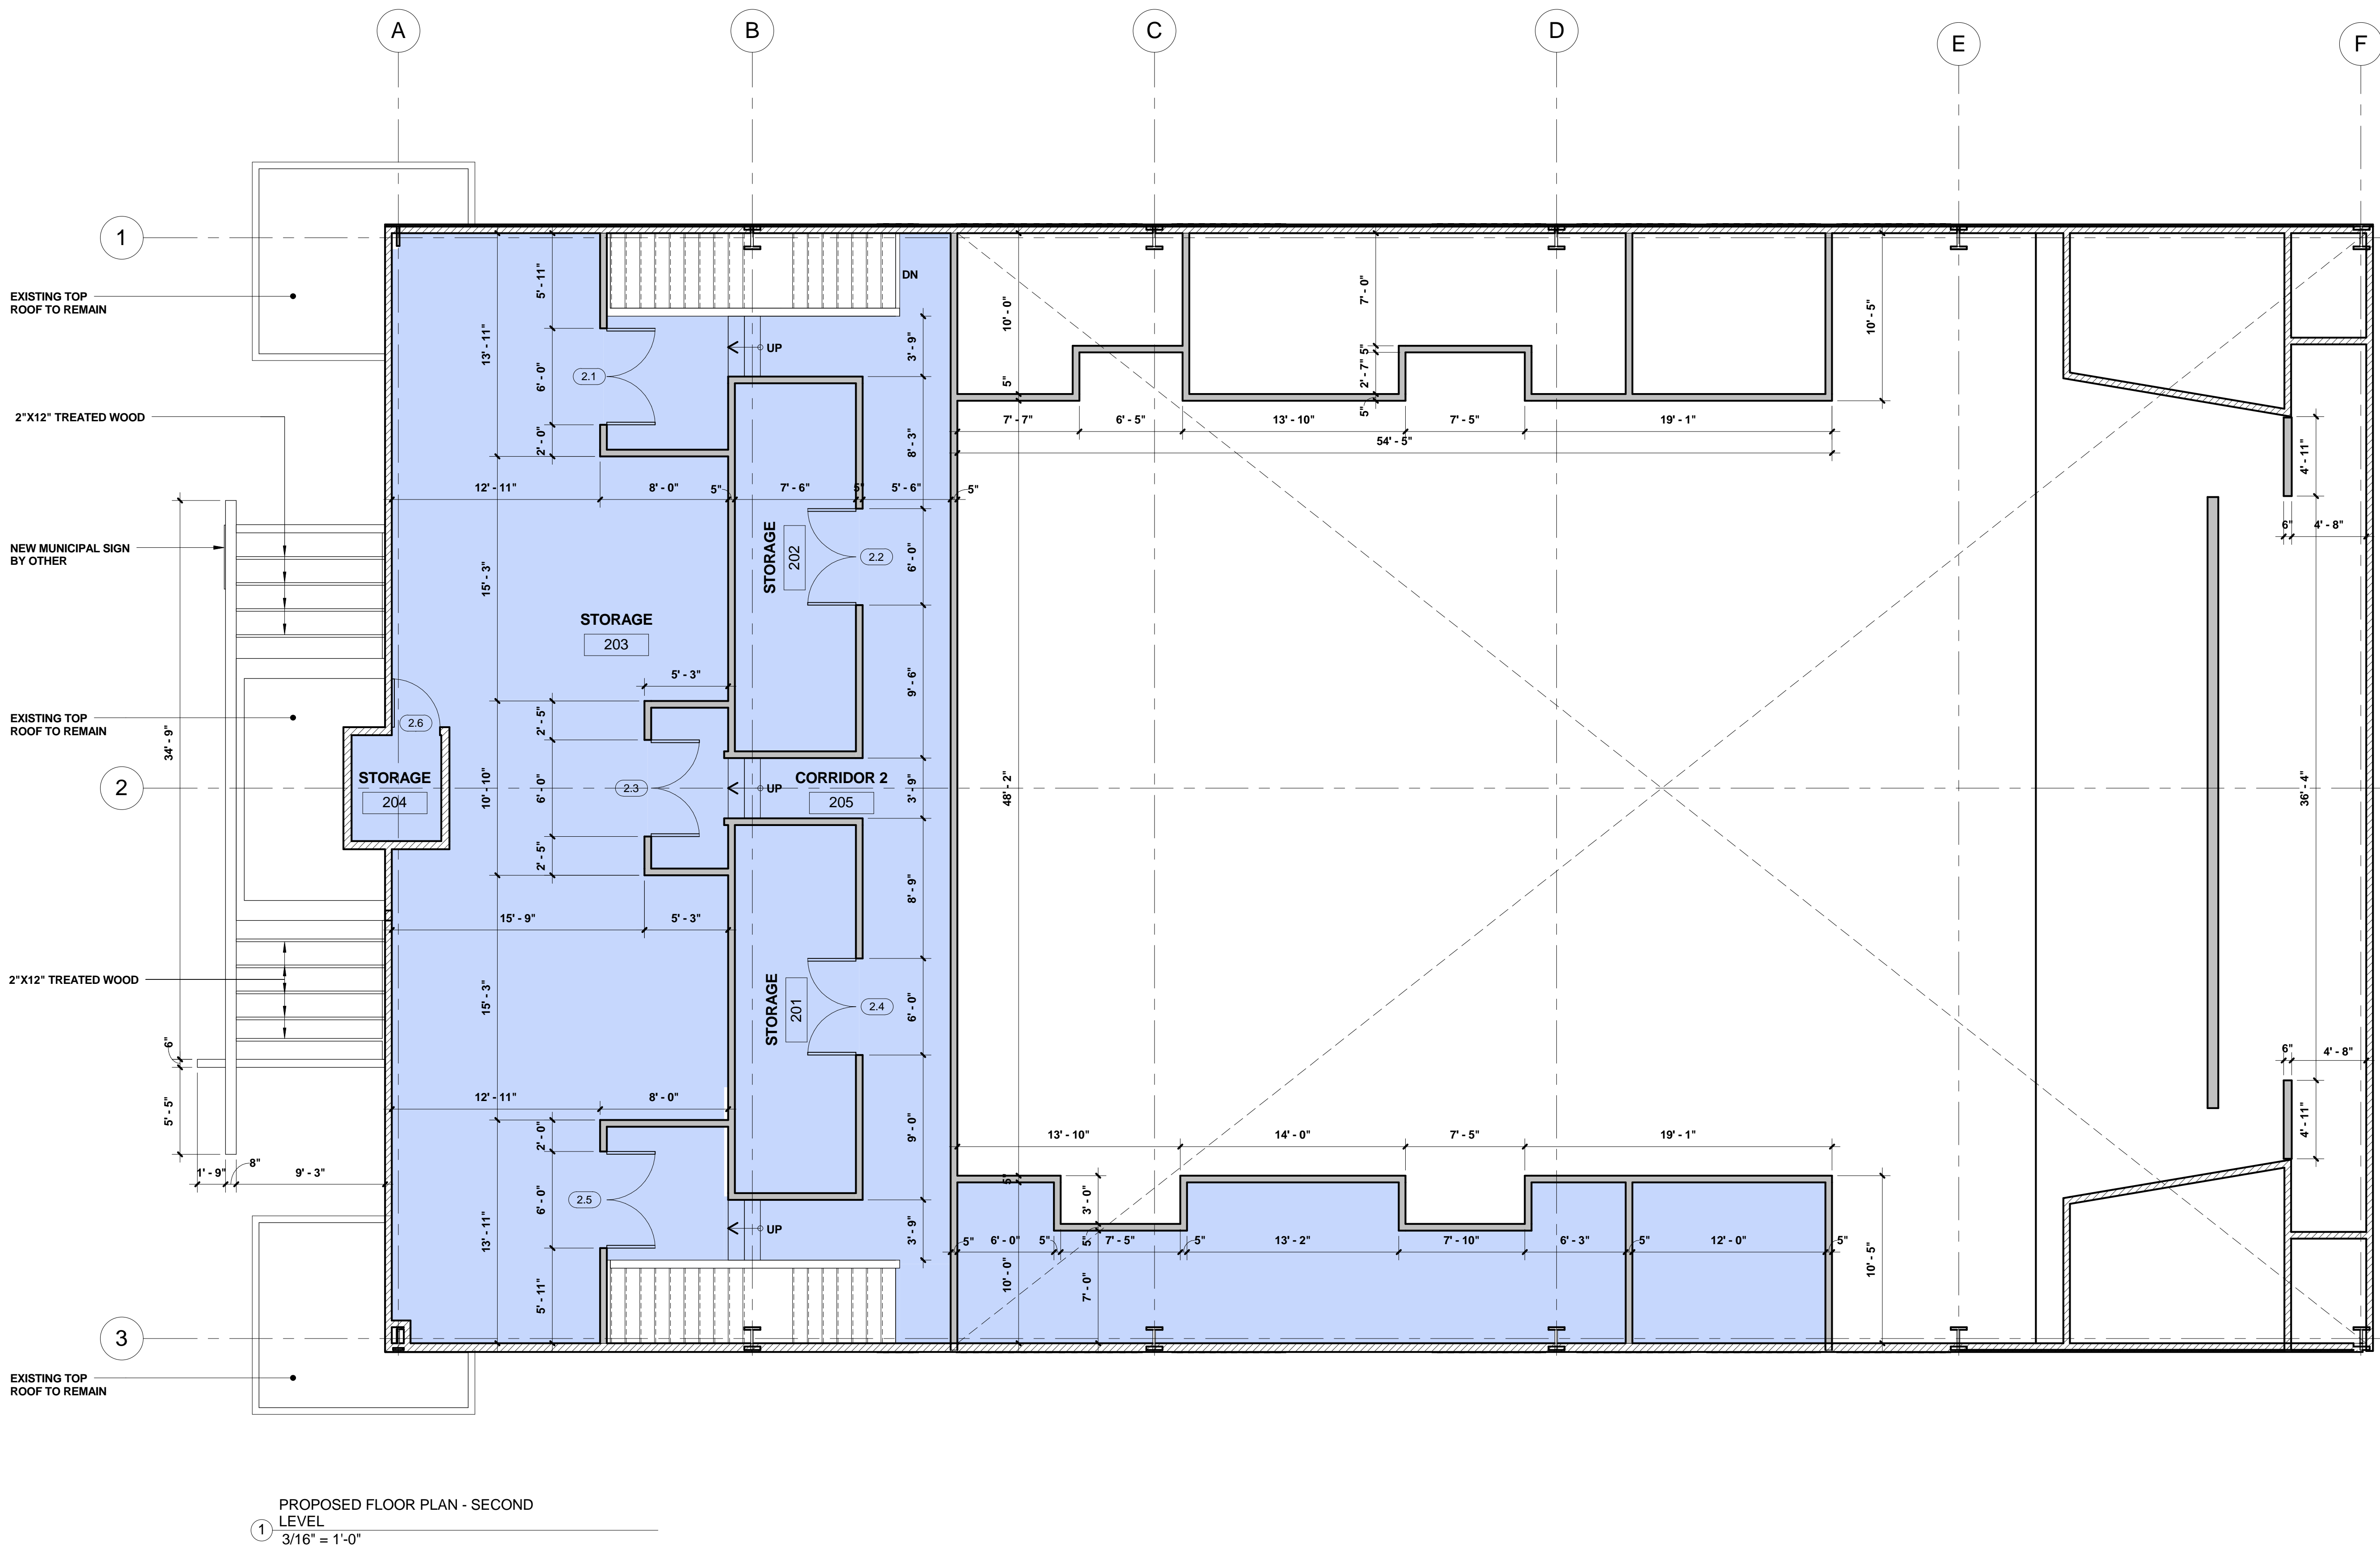 A
B
C
D
E
F
1
DN
5' - 11"
13' - 11"
6' - 0"
2.1
2' - 0"
UP
3' - 9"
10' - 0"
5"
7' - 0"
5"
2' - 7"
5"
10' - 5"
EXISTING TOP
ROOF TO REMAIN
2"X12" TREATED WOOD
7' - 7"
6' - 5"
13' - 10"
7' - 5"
19' - 1"
54' - 5"
8' - 3"
4' - 11"
12' - 11"
8' - 0"
5"
7' - 6"
5"
5' - 6"
5"
6"
4' - 8"
NEW MUNICIPAL SIGN
BY OTHER
15' - 3"
STORAGE
202
2.2
6' - 0"
STORAGE
203
5' - 3"
9' - 6"
EXISTING TOP
ROOF TO REMAIN
34' - 9"
2.6
2' - 5"
2
STORAGE
204
10' - 10"
6' - 0"
2.3
UP
CORRIDOR 2
205
3' - 9"
48' - 2"
36' - 4"
2' - 5"
8' - 9"
15' - 9"
5' - 3"
2"X12" TREATED WOOD
15' - 3"
STORAGE
201
2.4
6' - 0"
6"
5' - 5"
6"
4' - 8"
12' - 11"
8' - 0"
4' - 11"
2' - 0"
9' - 0"
13' - 10"
14' - 0"
7' - 5"
19' - 1"
1' - 9"
8"
9' - 3"
5"
3' - 0"
6' - 0"
2.5
13' - 11"
UP
3' - 9"
5"
6' - 0"
5"
5"
7' - 5"
5"
13' - 2"
7' - 10"
6' - 3"
5"
12' - 0"
5"
5' - 11"
10' - 0"
7' - 0"
10' - 5"
3
EXISTING TOP
ROOF TO REMAIN
PROPOSED FLOOR PLAN - SECOND
LEVEL
1
3/16" = 1'-0"